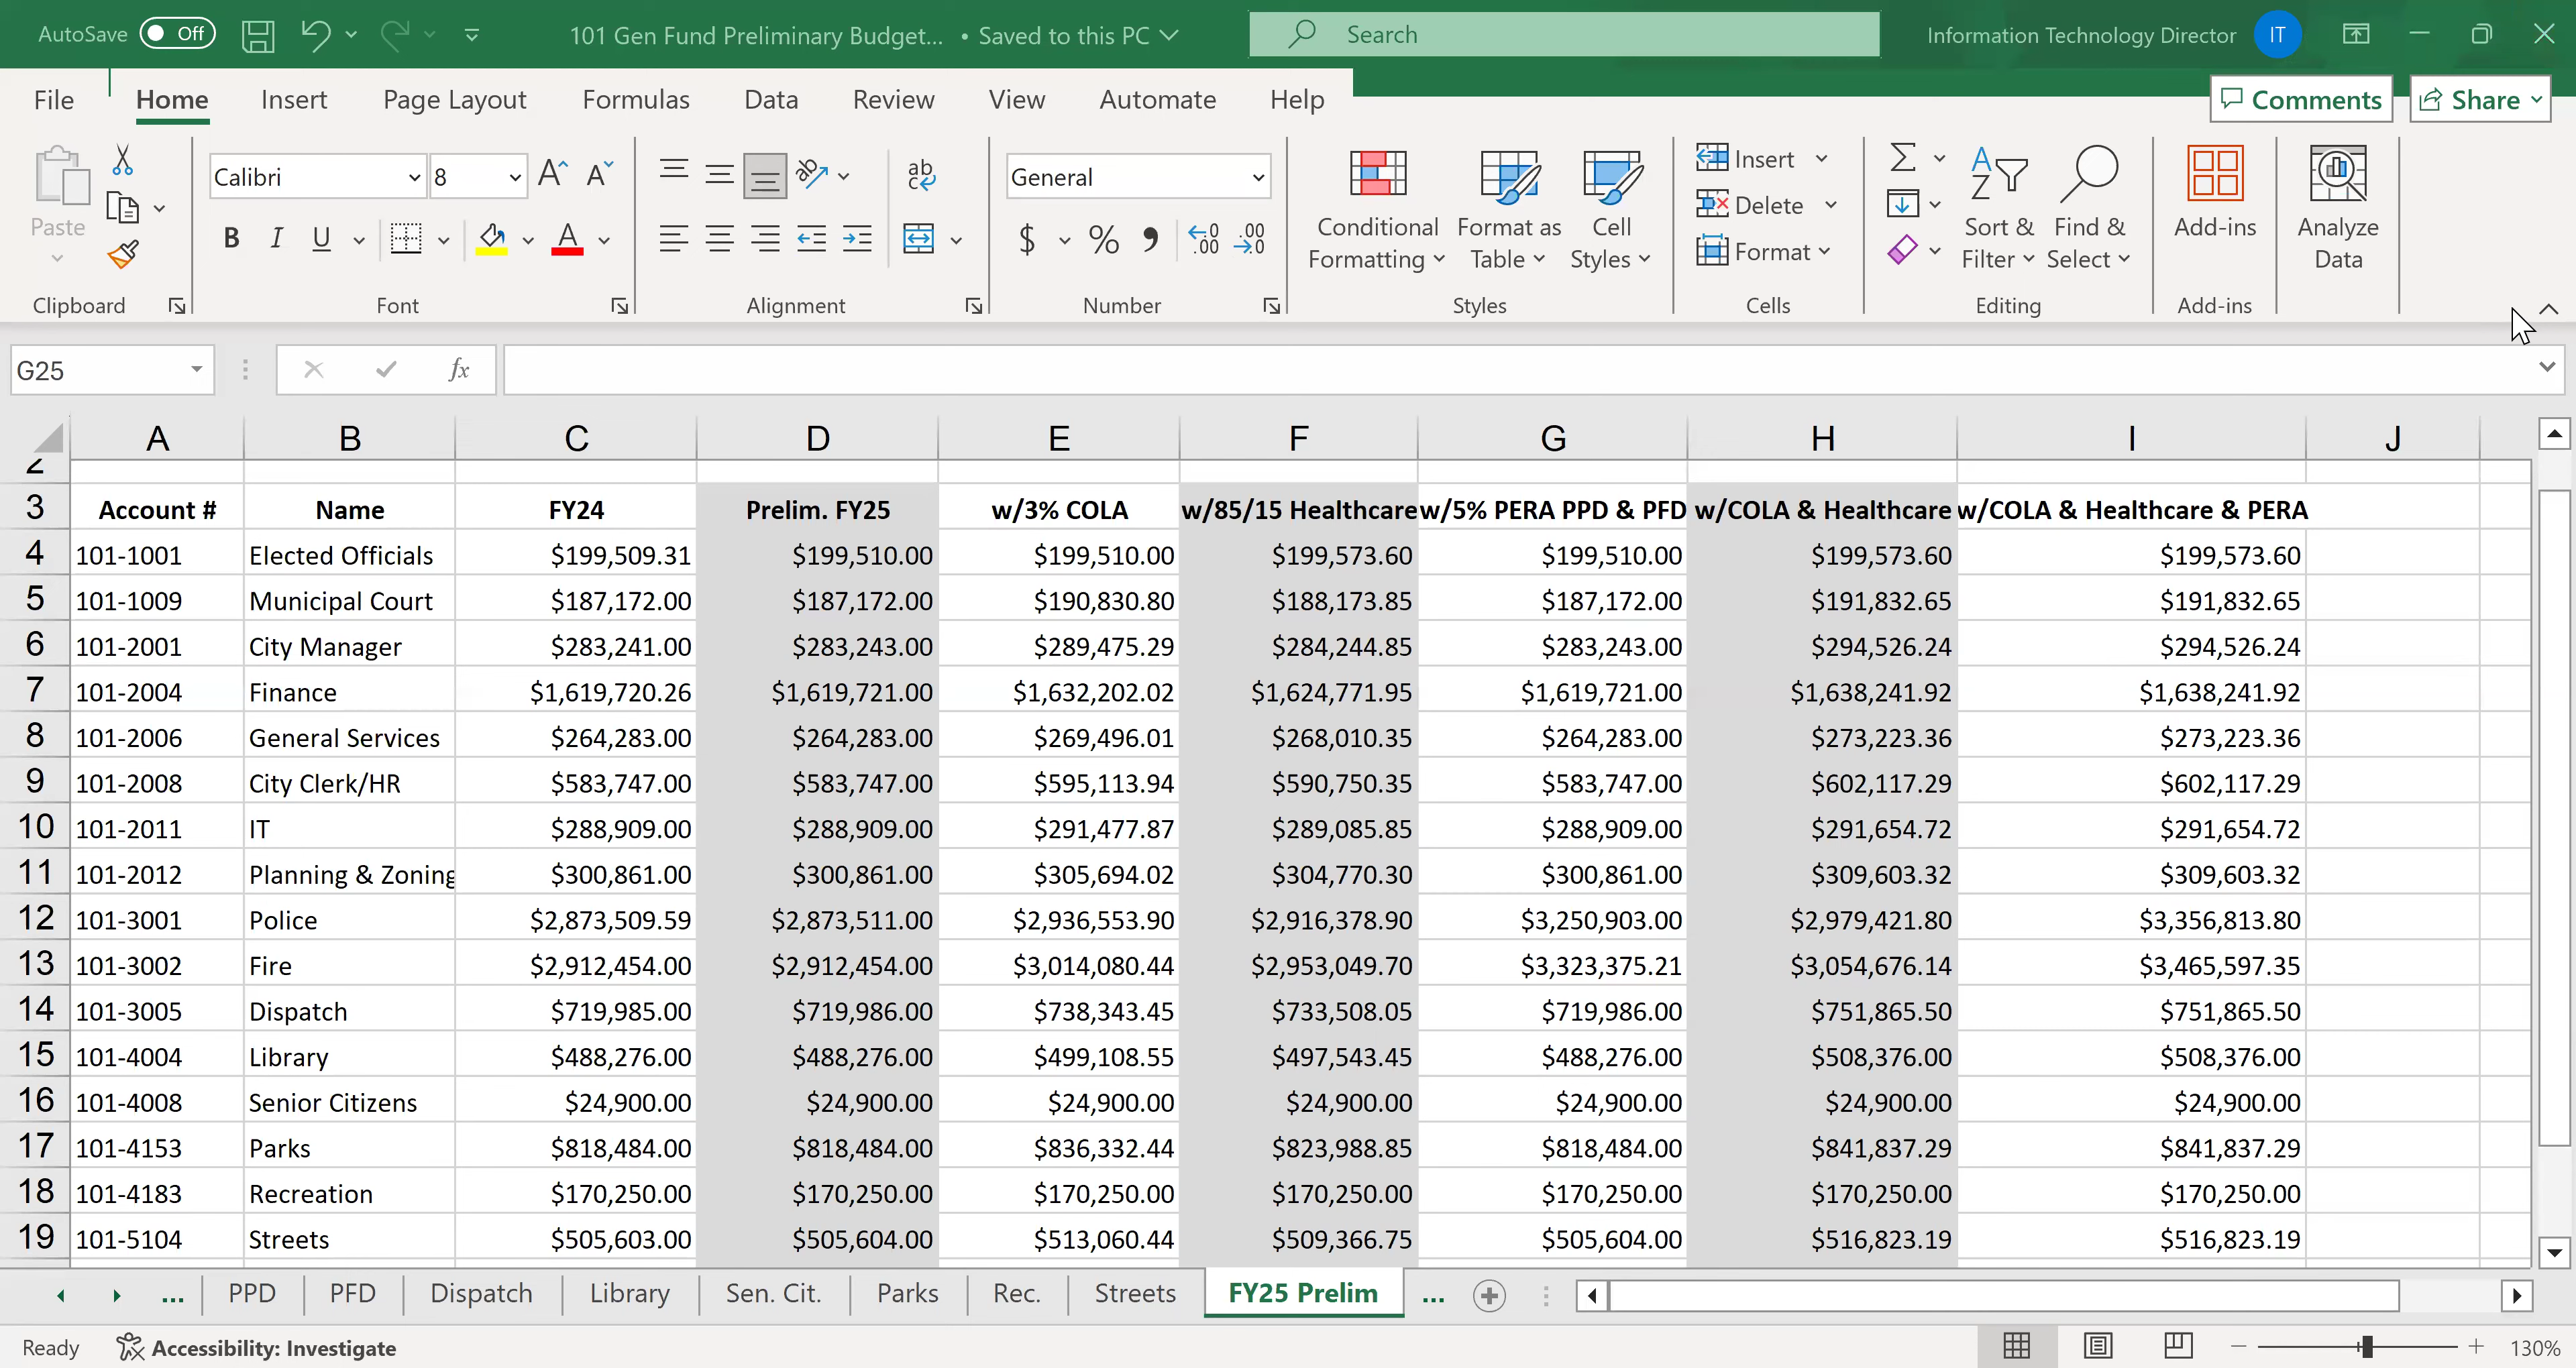 AutoSave Off 101 Gen Fund Preliminary Budget... • Saved to this PC Search Information Technology Director IT
File Home Insert Page Layout Formulas Data Review View Automate Help Comments Share
Paste Calibri 8 General Conditional Formatting Format as Table Cell Styles Insert Delete Format Sort & Filter Find & Select Add-ins Analyze Data
Clipboard Font Alignment Number Styles Cells Editing Add-ins
G25 fx
A B C D E F G H I J
2
3 Account # Name FY24 Prelim. FY25 w/3% COLA w/85/15 Healthcare w/5% PERA PPD & PFD w/COLA & Healthcare w/COLA & Healthcare & PERA
4 101-1001 Elected Officials $199,509.31 $199,510.00 $199,510.00 $199,573.60 $199,510.00 $199,573.60 $199,573.60
5 101-1009 Municipal Court $187,172.00 $187,172.00 $190,830.80 $188,173.85 $187,172.00 $191,832.65 $191,832.65
6 101-2001 City Manager $283,241.00 $283,243.00 $289,475.29 $284,244.85 $283,243.00 $294,526.24 $294,526.24
7 101-2004 Finance $1,619,720.26 $1,619,721.00 $1,632,202.02 $1,624,771.95 $1,619,721.00 $1,638,241.92 $1,638,241.92
8 101-2006 General Services $264,283.00 $264,283.00 $269,496.01 $268,010.35 $264,283.00 $273,223.36 $273,223.36
9 101-2008 City Clerk/HR $583,747.00 $583,747.00 $595,113.94 $590,750.35 $583,747.00 $602,117.29 $602,117.29
10 101-2011 IT $288,909.00 $288,909.00 $291,477.87 $289,085.85 $288,909.00 $291,654.72 $291,654.72
11 101-2012 Planning & Zoning $300,861.00 $300,861.00 $305,694.02 $304,770.30 $300,861.00 $309,603.32 $309,603.32
12 101-3001 Police $2,873,509.59 $2,873,511.00 $2,936,553.90 $2,916,378.90 $3,250,903.00 $2,979,421.80 $3,356,813.80
13 101-3002 Fire $2,912,454.00 $2,912,454.00 $3,014,080.44 $2,953,049.70 $3,323,375.21 $3,054,676.14 $3,465,597.35
14 101-3005 Dispatch $719,985.00 $719,986.00 $738,343.45 $733,508.05 $719,986.00 $751,865.50 $751,865.50
15 101-4004 Library $488,276.00 $488,276.00 $499,108.55 $497,543.45 $488,276.00 $508,376.00 $508,376.00
16 101-4008 Senior Citizens $24,900.00 $24,900.00 $24,900.00 $24,900.00 $24,900.00 $24,900.00 $24,900.00
17 101-4153 Parks $818,484.00 $818,484.00 $836,332.44 $823,988.85 $818,484.00 $841,837.29 $841,837.29
18 101-4183 Recreation $170,250.00 $170,250.00 $170,250.00 $170,250.00 $170,250.00 $170,250.00 $170,250.00
19 101-5104 Streets $505,603.00 $505,604.00 $513,060.44 $509,366.75 $505,604.00 $516,823.19 $516,823.19
... PPD PFD Dispatch Library Sen. Cit. Parks Rec. Streets FY25 Prelim ...
Ready Accessibility: Investigate 130%